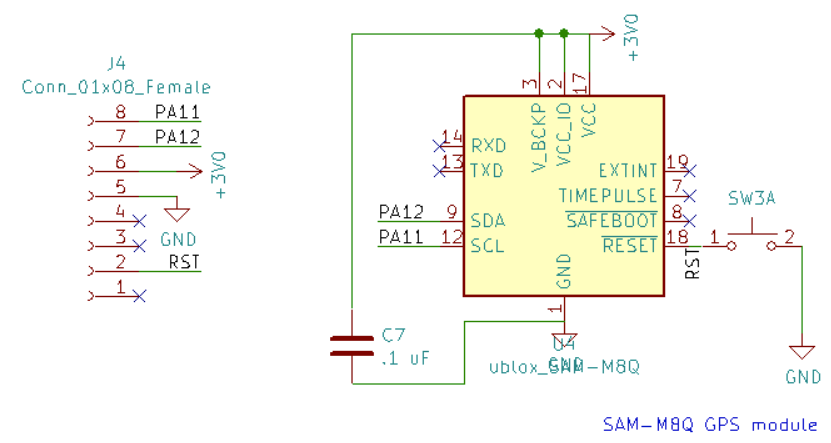 J4
Conn_01x08_Female
8 PA11
7 PA12
6 +3V0
5
GND
4
3
2 RST
1
+3V0
3 2 17
V_BCKP VCC_IO VCC
14 RXD
13 TXD
EXTINT 19
TIMEPULSE 7
PA12 9 SDA
SAFEBOOT 8
PA11 12 SCL
RESET 18
RST
SW3A
1 2
GND
GND
1
C7
.1 uF
U4
GND
ublox_SAM-M8Q
GND
SAM-M8Q GPS module